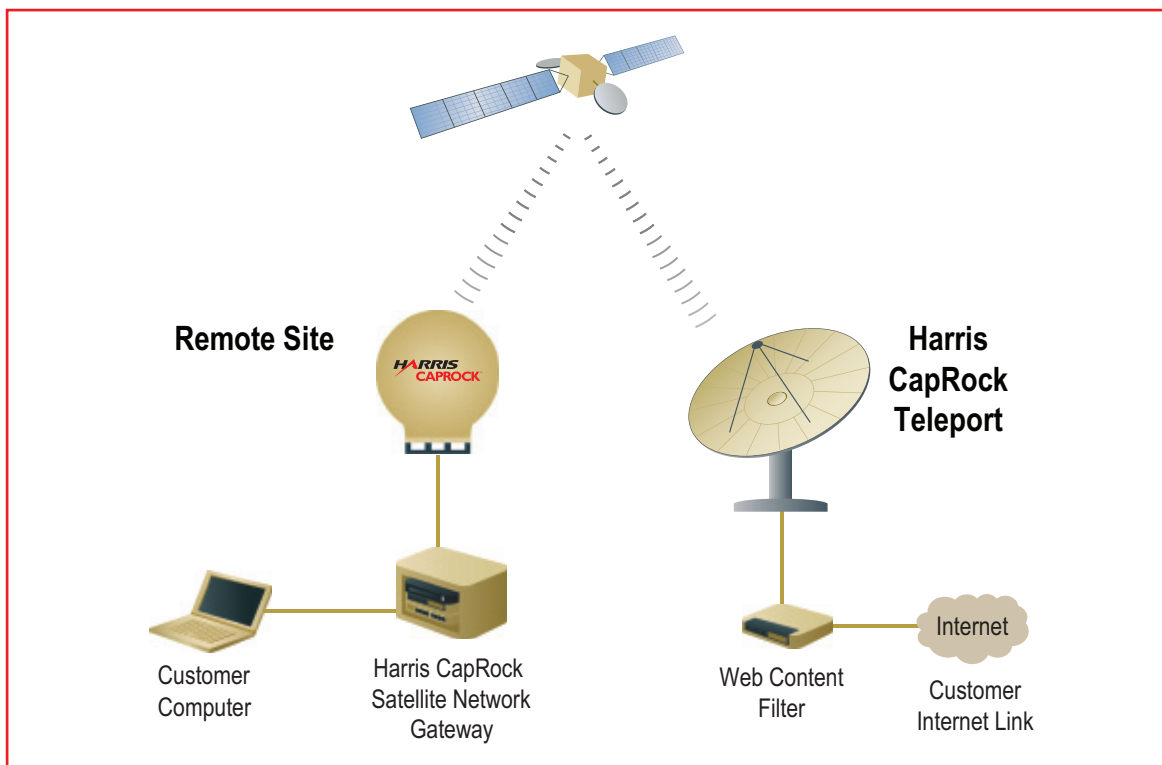 Remote Site
HARRIS
CAPROCK
Harris
CapRock
Teleport
Customer
Computer
Harris CapRock
Satellite Network
Gateway
Web Content
Filter
Internet
Customer
Internet Link